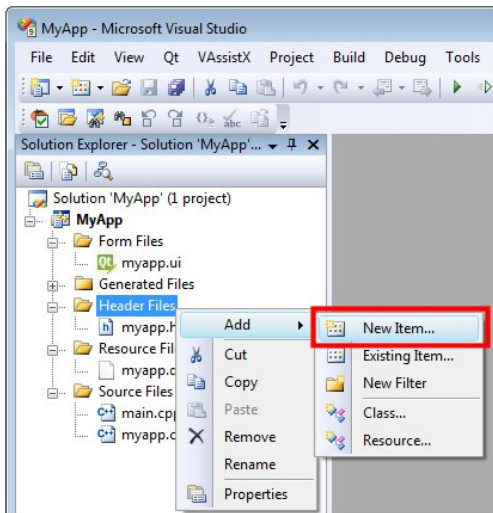 MyApp - Microsoft Visual Studio
File Edit View Qt VAssistX Project Build Debug Tools
Solution Explorer - Solution 'MyApp'...
Solution 'MyApp' (1 project)
MyApp
Form Files
myapp.ui
Generated Files
Header Files
myapp.h
Resource Fil
myapp.
Source Files
main.cpp
myapp.c
Add
Cut
Copy
Paste
Remove
Rename
Properties
New Item...
Existing Item...
New Filter
Class...
Resource...